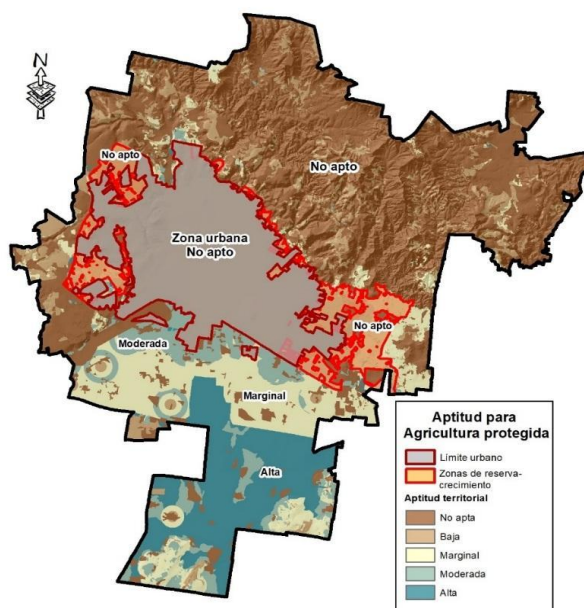 N
No apto
No apto
Zona urbana
No apto
No apto
Moderada
Marginal
Alta
Aptitud para
Agricultura protegida
Límite urbano
Zonas de reserva-
crecimiento
Aptitud territorial
No apta
Baja
Marginal
Moderada
Alta